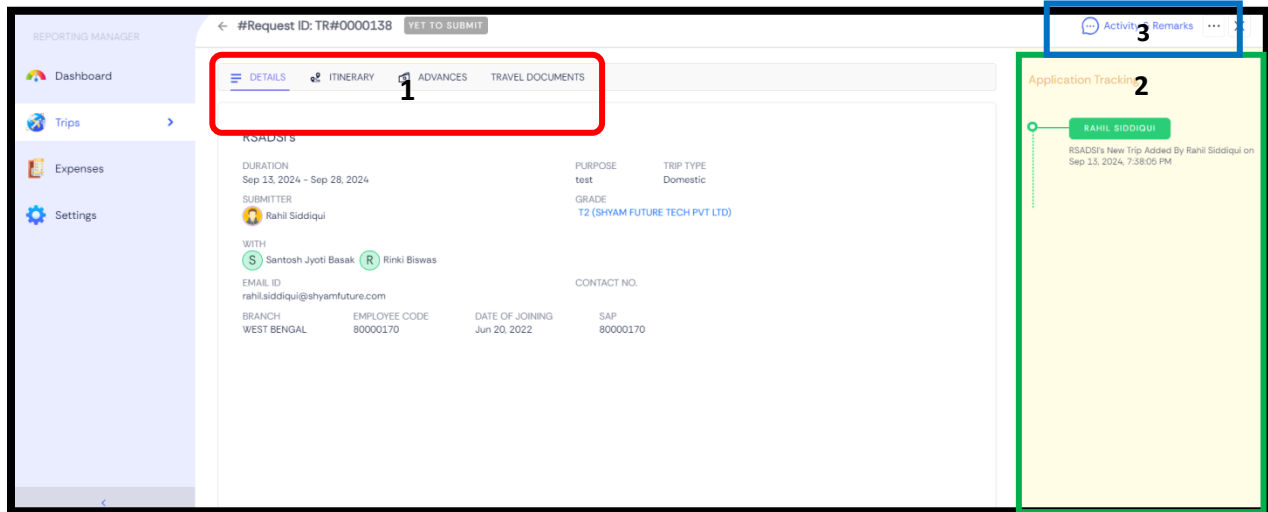 REPORTING MANAGER
Dashboard
Trips
Expenses
Settings
#Request ID: TR#0000138 YET TO SUBMIT
Activity & Remarks
3
DETAILS ITINERARY ADVANCES TRAVEL DOCUMENTS
1
RSADSI's
DURATION PURPOSE TRIP TYPE
Sep 13, 2024 - Sep 28, 2024 test Domestic
SUBMITTER GRADE
Rahil Siddiqui T2 (SHYAM FUTURE TECH PVT LTD)
WITH
S Santosh Jyoti Basak R Rinki Biswas
EMAIL ID CONTACT NO.
rahil.siddiqui@shyamfuture.com
BRANCH EMPLOYEE CODE DATE OF JOINING SAP
WEST BENGAL 80000170 Jun 20, 2022 80000170
Application Tracking
2
RAHIL SIDDIQUI
RSADSI's New Trip Added By Rahil Siddiqui on
Sep 13, 2024, 7:38:05 PM